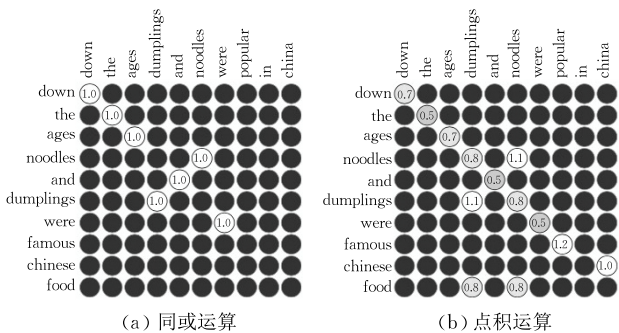 down the ages dumplings and noodles were popular in china
down 1.0
the 1.0
ages 1.0
noodles 1.0
and 1.0
dumplings 1.0
were 1.0
famous
chinese
food
(a) 同或运算
down the ages dumplings and noodles were popular in china
down 0.7
the 0.5
ages 0.7
noodles 0.8 1.1
and 0.5
dumplings 1.1 0.8
were 0.5
famous 1.2
chinese 1.0
food 0.8 0.8
(b) 点积运算